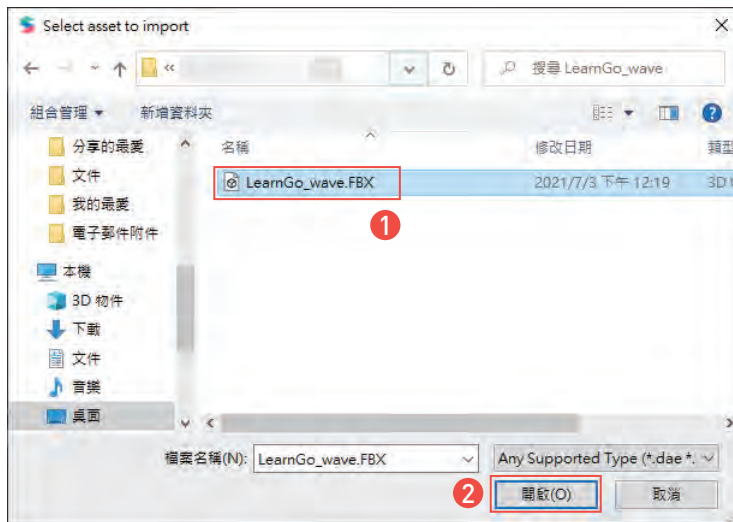 Select asset to import
«
搜尋 LearnGo_wave
組合管理 新增資料夾
分享的最愛
文件
我的最愛
電子郵件附件
本機
3D 物件
下載
文件
音樂
桌面
名稱 修改日期 類型
LearnGo_wave.FBX 2021/7/3 下午 12:19 3D
1
檔案名稱(N): LearnGo_wave.FBX Any Supported Type (*.dae *.
2 開啟(O) 取消